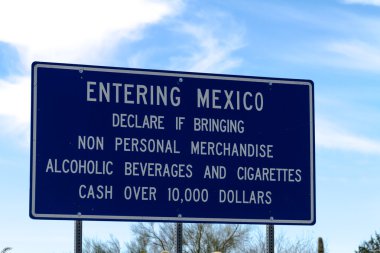 ENTERING MEXICO
DECLARE IF BRINGING
NON PERSONAL MERCHANDISE
ALCOHOLIC BEVERAGES AND CIGARETTES
CASH OVER 10,000 DOLLARS